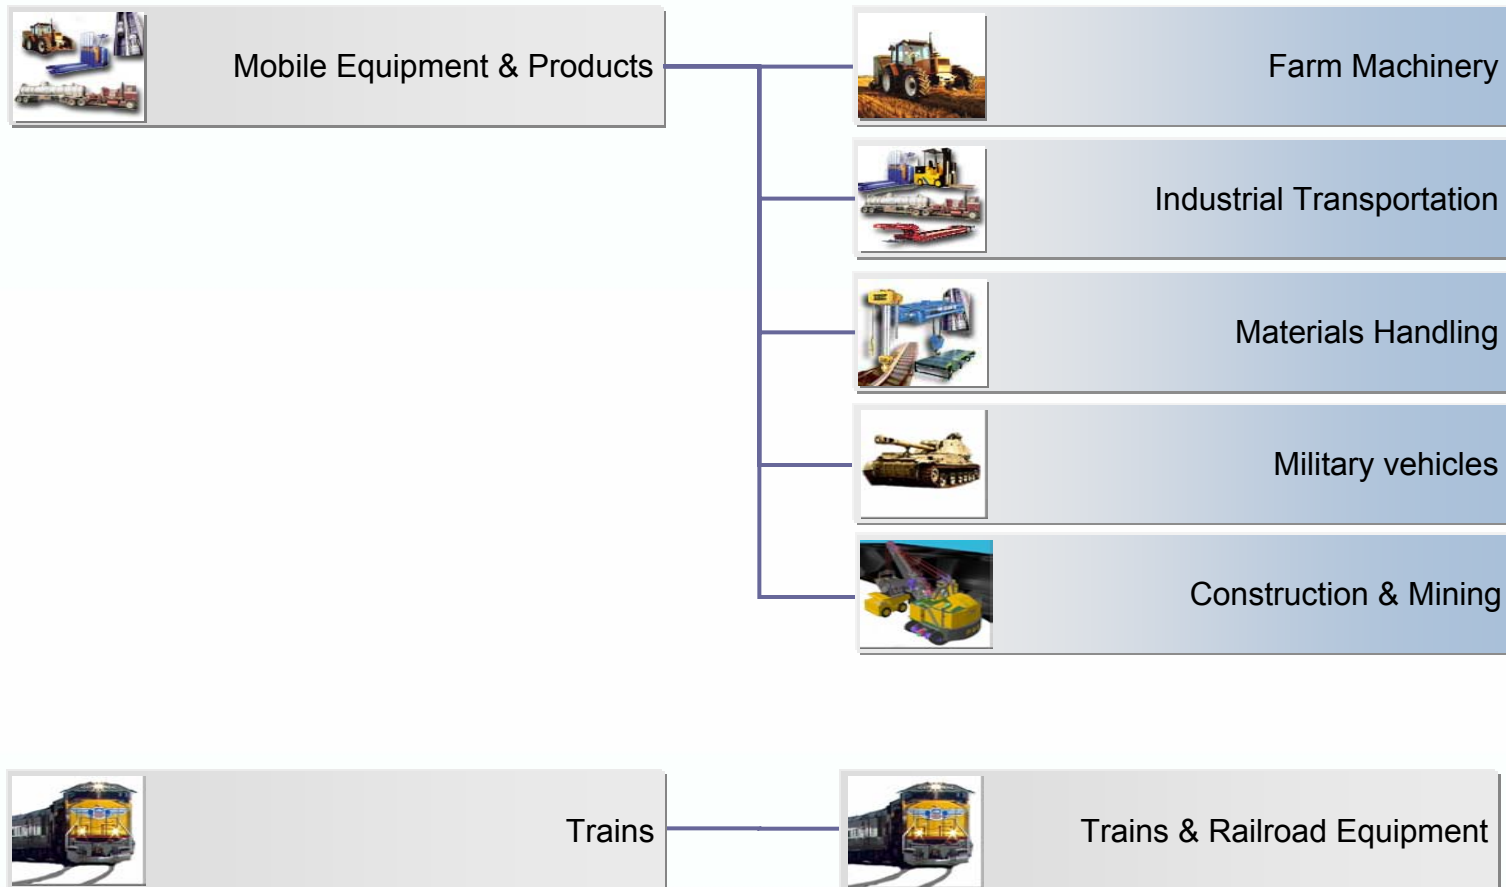 Mobile Equipment & Products
Farm Machinery
Industrial Transportation
Materials Handling
Military vehicles
Construction & Mining
Trains
Trains & Railroad Equipment